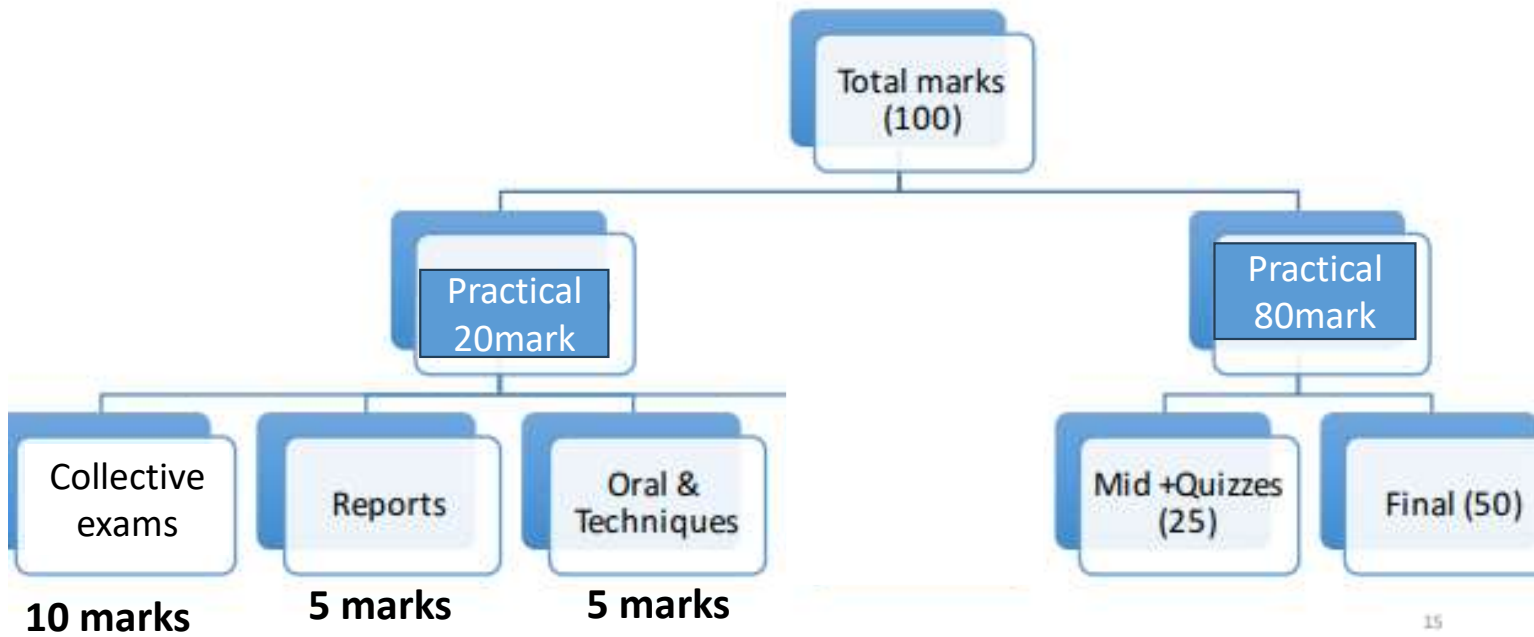 Total marks
(100)
Practical
20mark
Practical
80mark
Collective
exams
Reports
Oral &
Techniques
Mid +Quizzes
(25)
Final (50)
10 marks
5 marks
5 marks
15